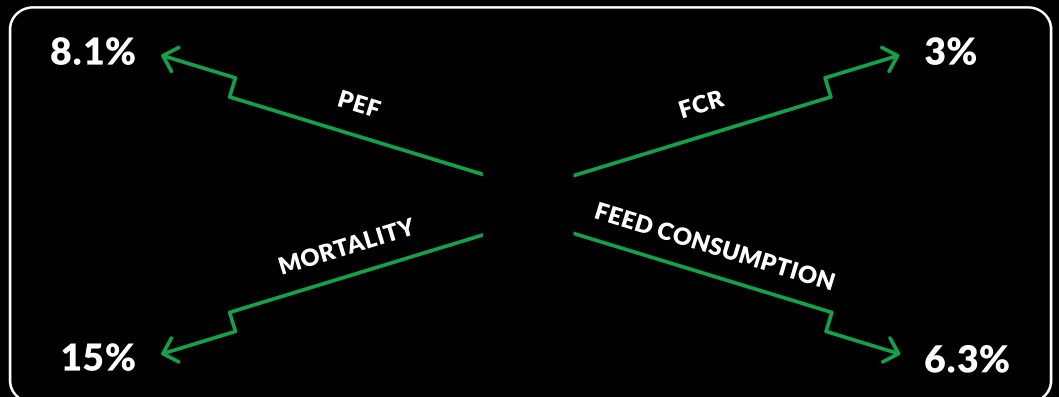 8.1%
3%
PEF
FCR
FEED CONSUMPTION
MORTALITY
15%
6.3%